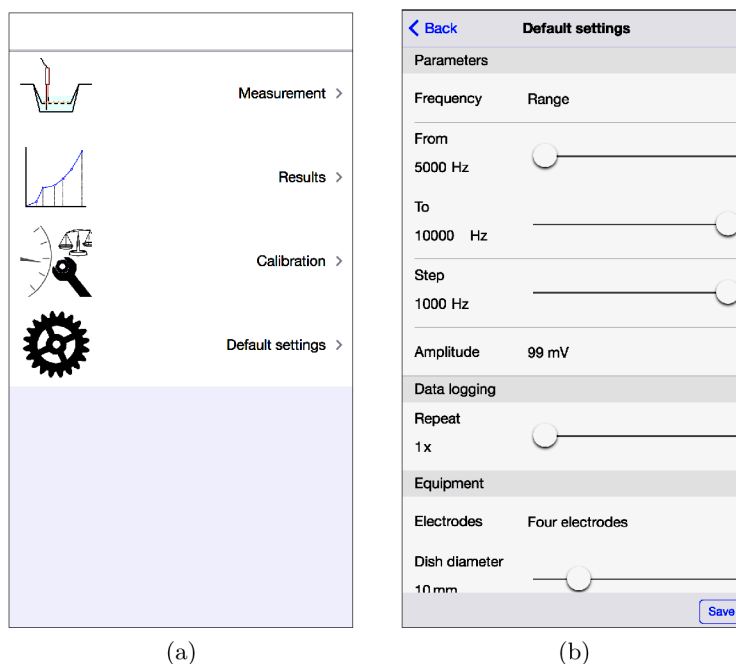 Measurement
Results
Calibration
Default settings
(a)
Back Default settings
Parameters
Frequency Range
From
5000 Hz
To
10000 Hz
Step
1000 Hz
Amplitude 99 mV
Data logging
Repeat
1x
Equipment
Electrodes Four electrodes
Dish diameter
10 mm
Save
(b)